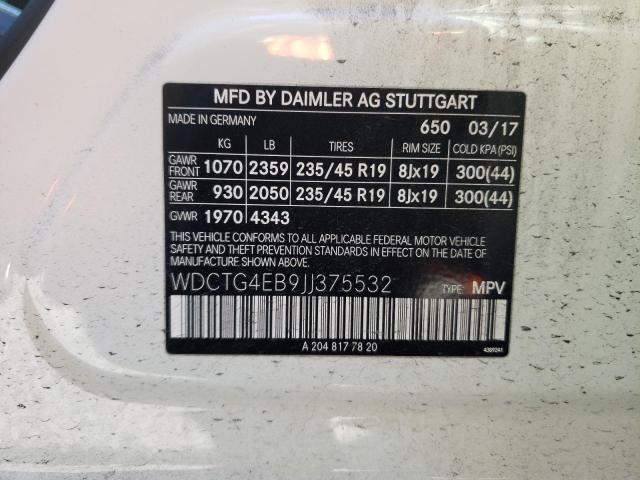 MFD BY DAIMLER AG STUTTGART
MADE IN GERMANY 650 03/17
KG LB TIRES RIM SIZE COLD KPA (PSI)
GAWR FRONT 1070 2359 235/45 R19 8Jx19 300(44)
GAWR REAR 930 2050 235/45 R19 8Jx19 300(44)
GVWR 1970 4343
THIS VEHICLE CONFORMS TO ALL APPLICABLE FEDERAL MOTOR VEHICLE
SAFETY AND THEFT PREVENTION STANDARDS IN EFFECT ON THE DATE OF
MANUFACTURE SHOWN ABOVE.
WDCTG4EB9JJ375532 TYPE: MPV
A 204 817 78 20 4369241